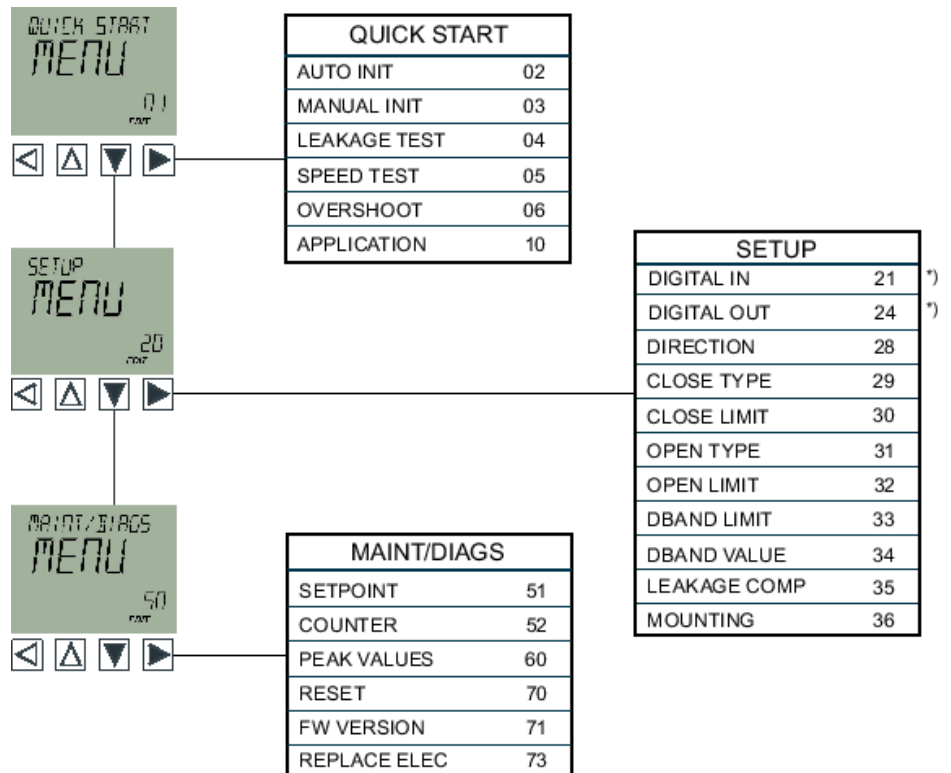 QUICK START
MENU
01
EDIT
QUICK START
AUTO INIT 02
MANUAL INIT 03
LEAKAGE TEST 04
SPEED TEST 05
OVERSHOOT 06
APPLICATION 10
SETUP
MENU
20
EDIT
SETUP
DIGITAL IN 21 *)
DIGITAL OUT 24 *)
DIRECTION 28
CLOSE TYPE 29
CLOSE LIMIT 30
OPEN TYPE 31
OPEN LIMIT 32
DBAND LIMIT 33
DBAND VALUE 34
LEAKAGE COMP 35
MOUNTING 36
MAINT/DIAGS
MENU
50
EDIT
MAINT/DIAGS
SETPOINT 51
COUNTER 52
PEAK VALUES 60
RESET 70
FW VERSION 71
REPLACE ELEC 73